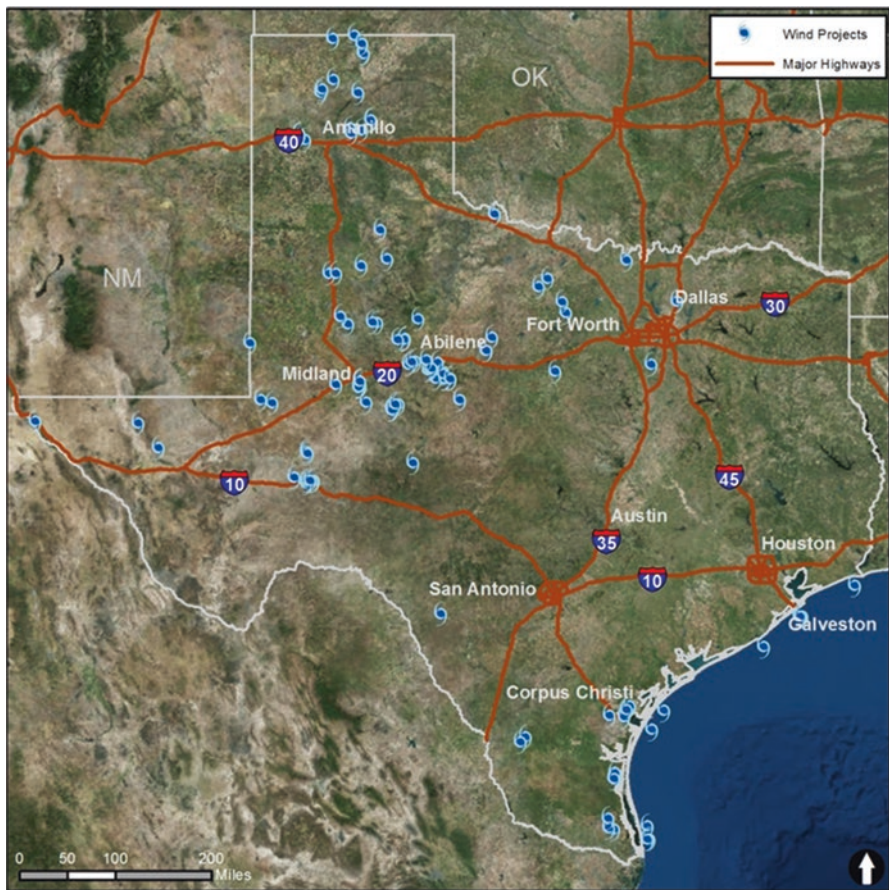 Wind Projects
Major Highways
OK
Amarillo
40
NM
Dallas
30
Fort Worth
Abilene
Midland
20
10
45
Austin
35
Houston
10
San Antonio
Galveston
Corpus Christi
0 50 100 200
Miles